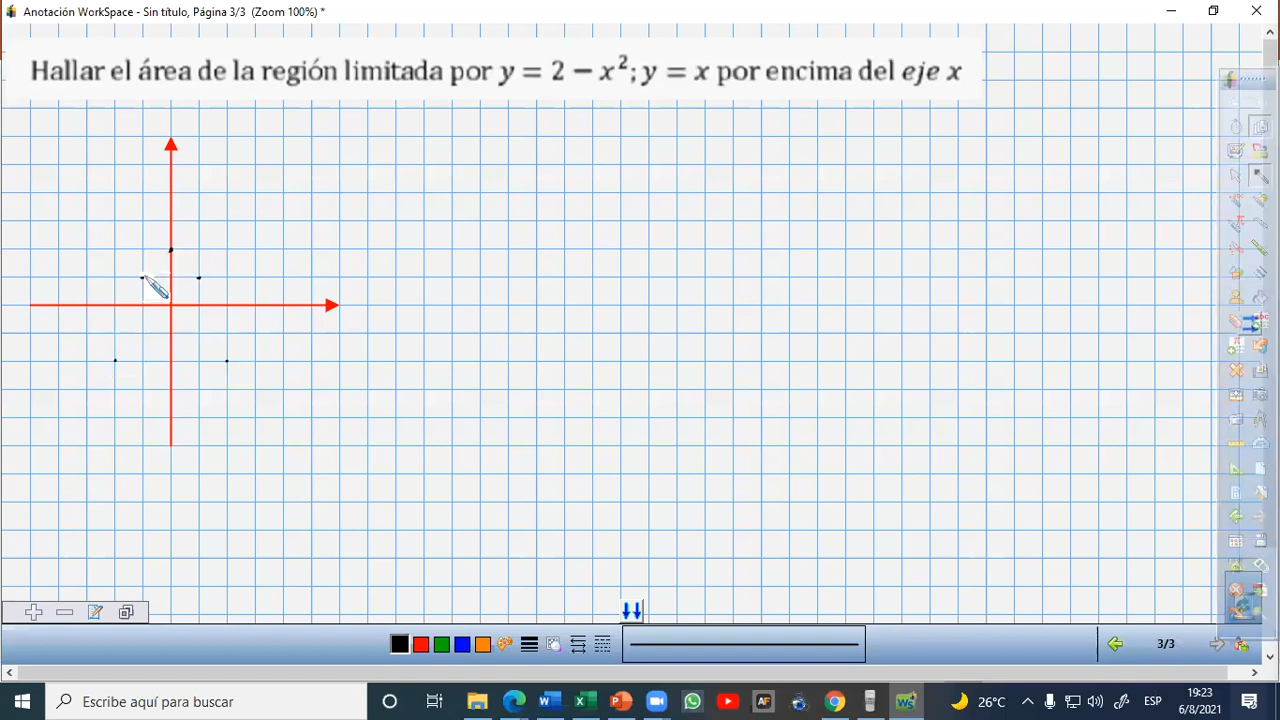 Anotación WorkSpace - Sin título, Página 3/3 (Zoom 100%) *
Hallar el área de la región limitada por y = 2 − x²; y = x por encima del eje x
3/3
Escribe aquí para buscar
26°C
ESP
19:23
6/8/2021